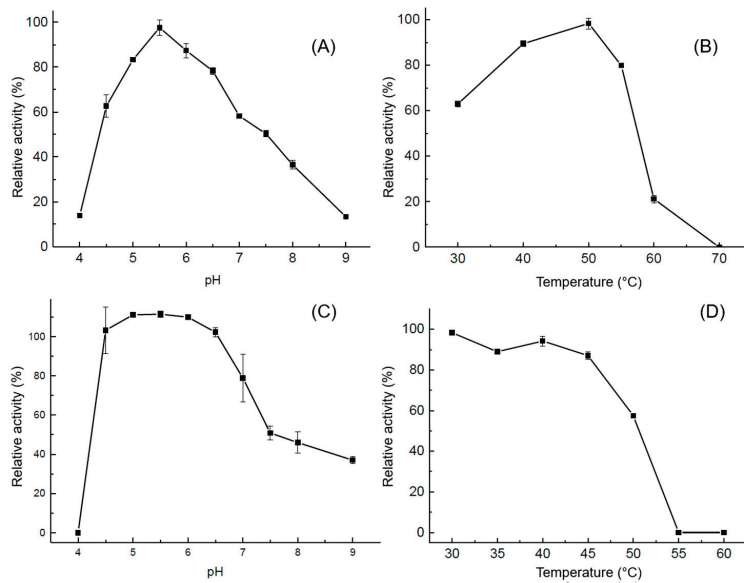 (A)
Relative activity (%)
100
80
60
40
20
0
4 5 6 7 8 9
pH
(B)
Relative activity (%)
100
80
60
40
20
0
30 40 50 60 70
Temperature (°C)
(C)
Relative activity (%)
100
80
60
40
20
0
4 5 6 7 8 9
pH
(D)
Relative activity (%)
100
80
60
40
20
0
30 35 40 45 50 55 60
Temperature (°C)